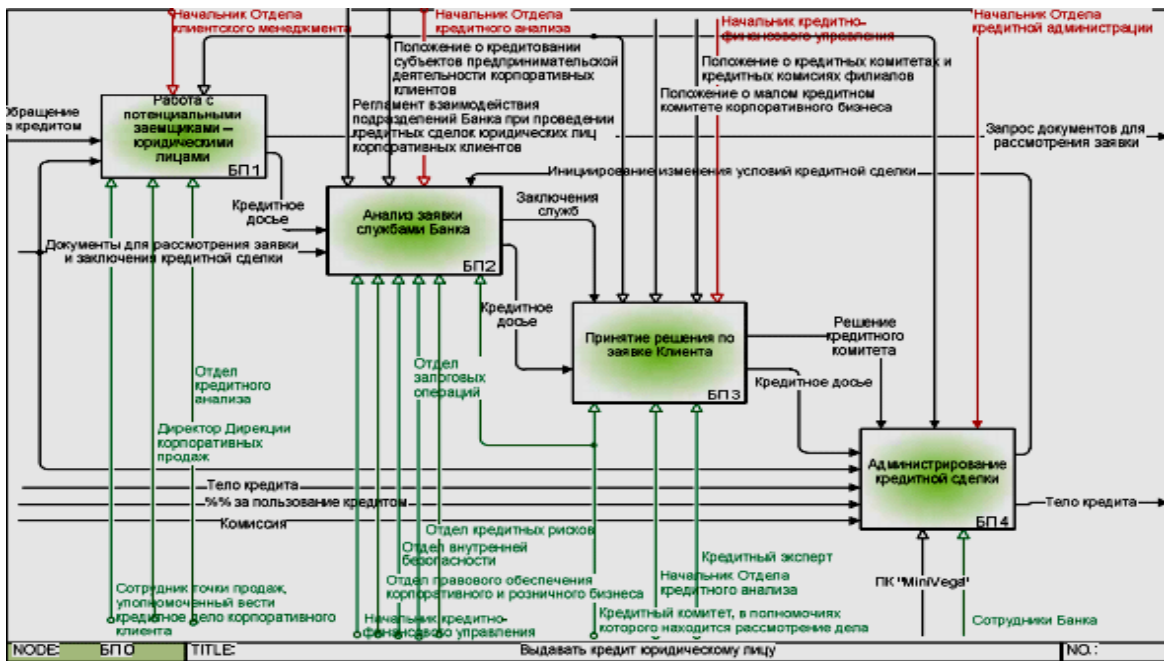 Начальник Отдела
клиентского менеджмента
Начальник Отдела
кредитного анализа
Начальник кредитно-
финансового управления
Начальник Отдела
кредитной администрации
Положение о кредитовании
субъектов предпринимательской
деятельности корпоративных
клиентов
Положение о кредитных комитетах и
кредитных комисиях филиалов
Положение о малом кредитном
комитете корпоративного бизнеса
Регламент взаимодействия
подразделений Банка при проведении
кредитных сделок юридических лиц
корпоративных клиентов
Обращение
за кредитом
Работа с
потенциальными
заемщиками –
юридическими
лицами
БП1
Запрос документов для
рассмотрения заявки
Инициирование изменения условий кредитной сделки
Кредитное
досье
Заключения
служб
Анализ заявки
службами Банка
БП2
Документы для рассмотрения заявки
и заключения кредитной сделки
Кредитное
досье
Принятие решения по
заявке Клиента
БП3
Решение
кредитного
комитета
Кредитное досье
Отдел
залоговых
операций
Отдел
кредитного
анализа
Директор Дирекции
корпоративных
продаж
Администрирование
кредитной сделки
БП4
Тело кредита
%% за пользование кредитом
Комиссия
Тело кредита
Отдел кредитных рисков
Отдел внутренней
безопасности
Отдел правового обеспечения
корпоративного и розничного бизнеса
Кредитный эксперт
Начальник Отдела
кредитного анализа
ПК "MiniVega"
Сотрудник точки продаж,
уполномоченный вести
кредитное дело корпоративного
клиента
Начальник кредитно-
финансового управления
Кредитный комитет, в полномочиях
которого находится рассмотрение дела
Сотрудники Банка
NODE: БП0 TITLE: Выдавать кредит юридическому лицу NO.: